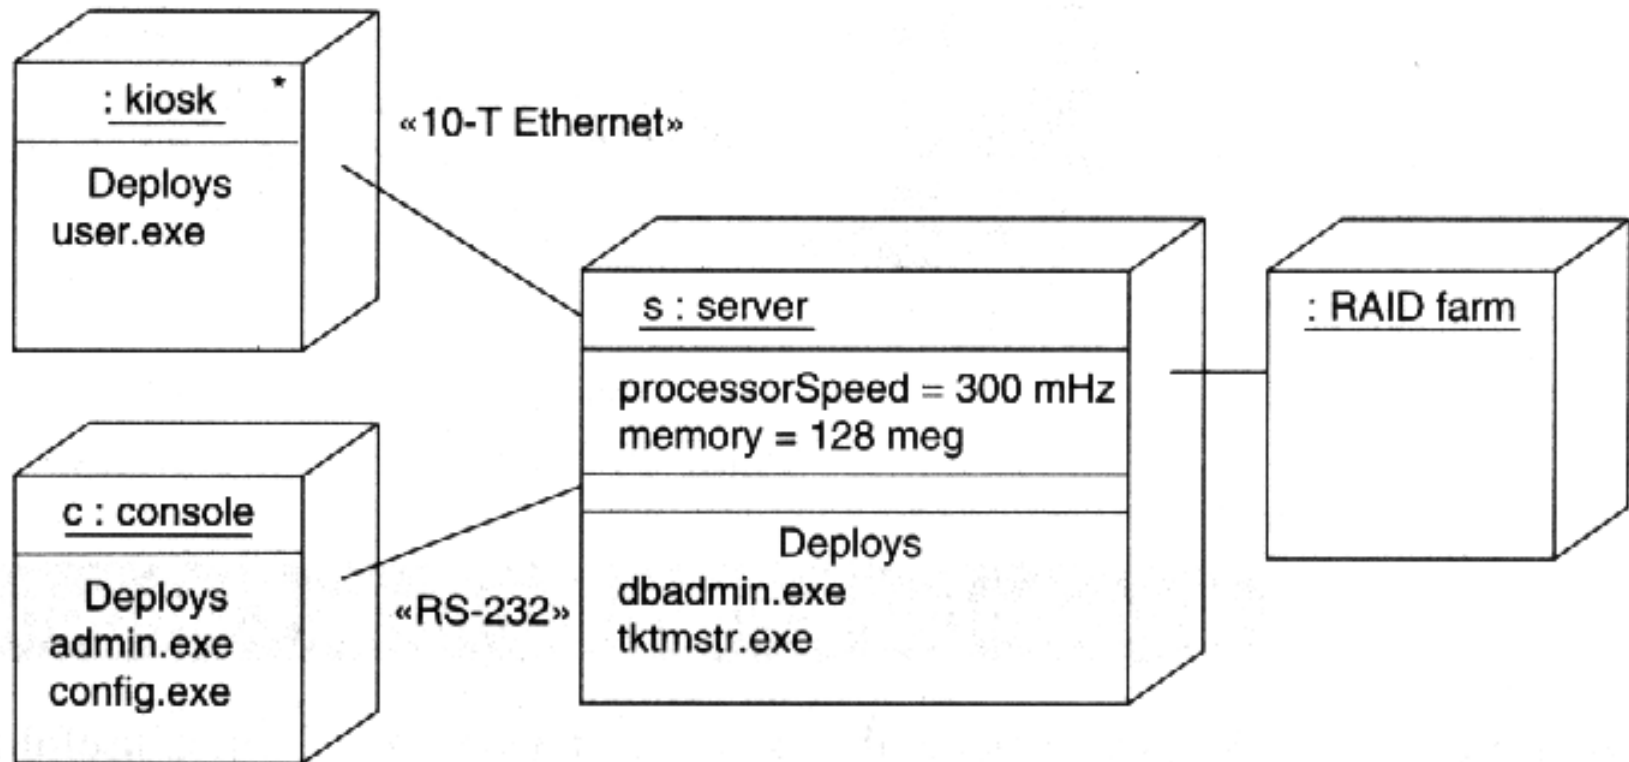 : kiosk *
Deploys
user.exe
«10-T Ethernet»
c : console
Deploys
admin.exe
config.exe
«RS-232»
s : server
processorSpeed = 300 mHz
memory = 128 meg
Deploys
dbadmin.exe
tktmstr.exe
: RAID farm